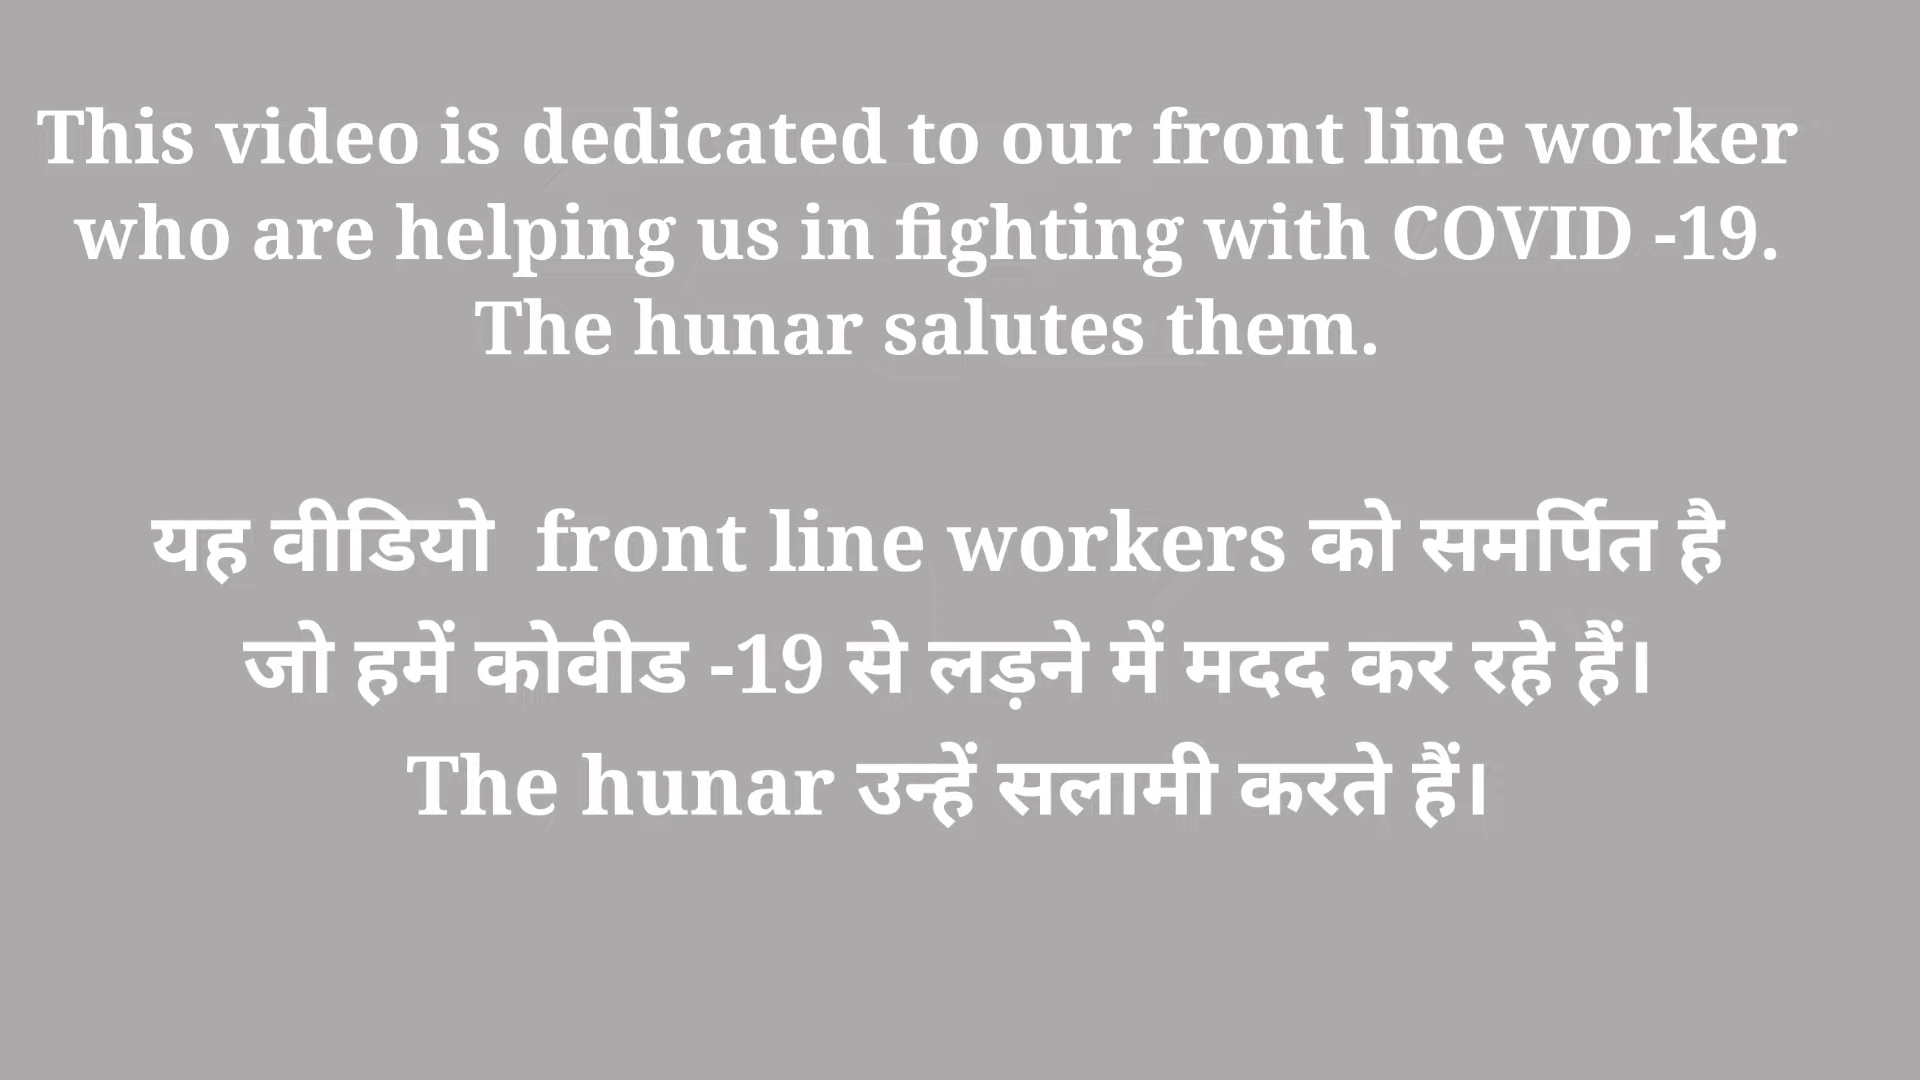 This video is dedicated to our front line worker
who are helping us in fighting with COVID -19.
The hunar salutes them.
यह वीडियो front line workers को समर्पित है
जो हमें कोवीड -19 से लड़ने में मदद कर रहे हैं।
The hunar उन्हें सलामी करते हैं।